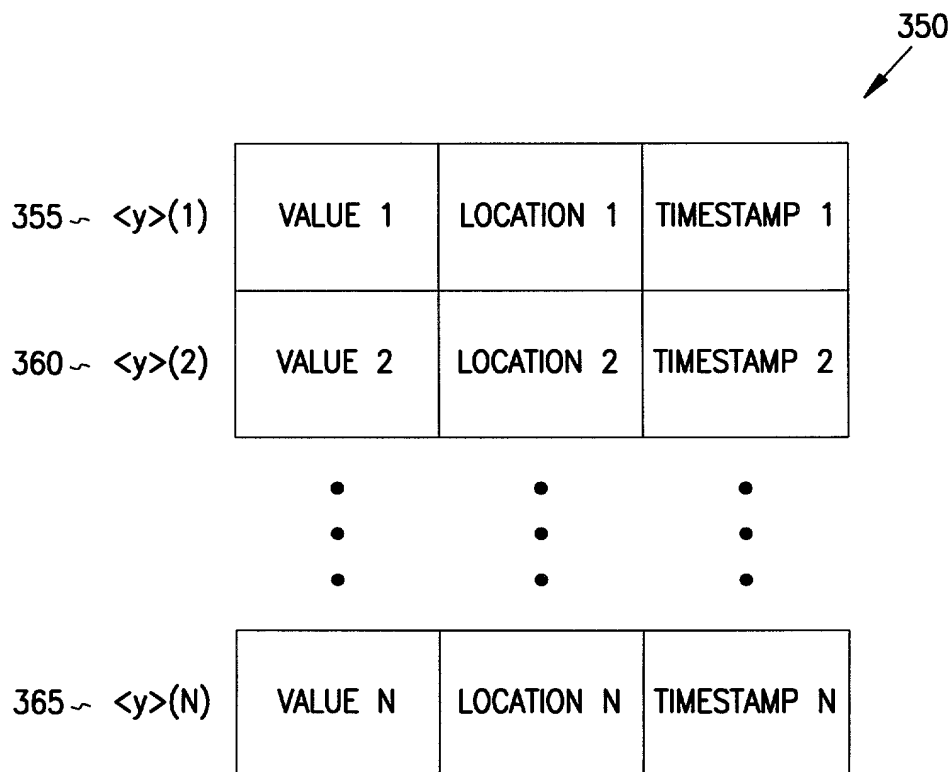 350
355 ~ <y>(1) VALUE 1 LOCATION 1 TIMESTAMP 1
360 ~ <y>(2) VALUE 2 LOCATION 2 TIMESTAMP 2
365 ~ <y>(N) VALUE N LOCATION N TIMESTAMP N